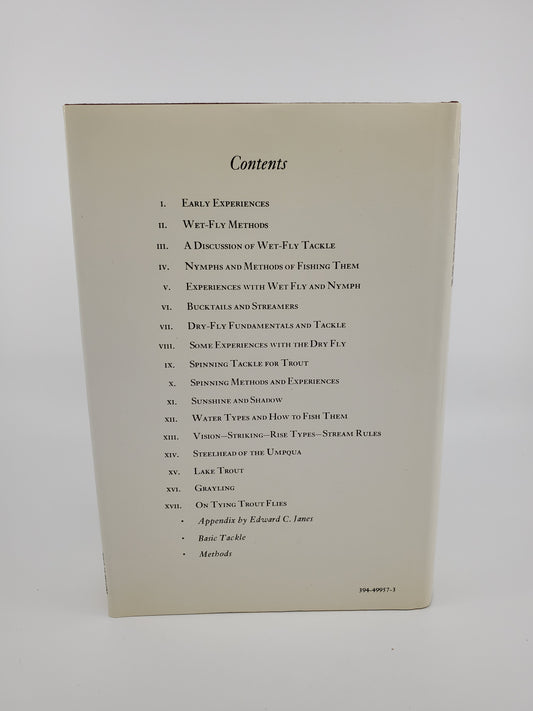 Contents
I. Early Experiences
II. Wet-Fly Methods
III. A Discussion of Wet-Fly Tackle
IV. Nymphs and Methods of Fishing Them
V. Experiences with Wet Fly and Nymph
VI. Bucktails and Streamers
VII. Dry-Fly Fundamentals and Tackle
VIII. Some Experiences with the Dry Fly
IX. Spinning Tackle for Trout
X. Spinning Methods and Experiences
XI. Sunshine and Shadow
XII. Water Types and How to Fish Them
XIII. Vision—Striking—Rise Types—Stream Rules
XIV. Steelhead of the Umpqua
XV. Lake Trout
XVI. Grayling
XVII. On Tying Trout Flies
• Appendix by Edward C. Janes
• Basic Tackle
• Methods
394-49957-3